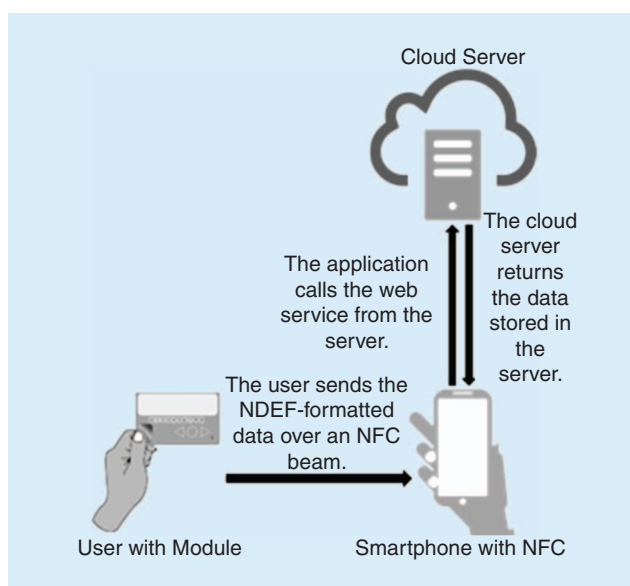 Cloud Server
The application
calls the web
service from the
server.
The cloud
server
returns
the data
stored in
the
server.
The user sends the
NDEF-formatted
data over an NFC
beam.
User with Module
Smartphone with NFC